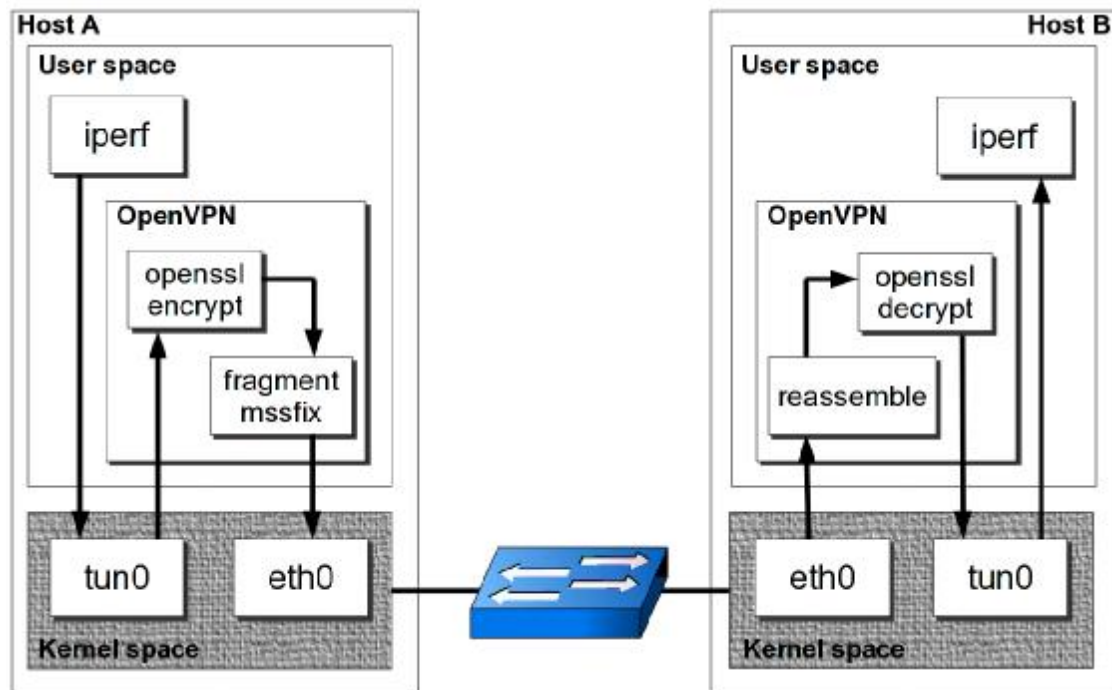 Host A
User space
iperf
OpenVPN
openssl
encrypt
fragment
mssfix
tun0
eth0
Kernel space
Host B
User space
iperf
OpenVPN
openssl
decrypt
reassemble
eth0
tun0
Kernel space